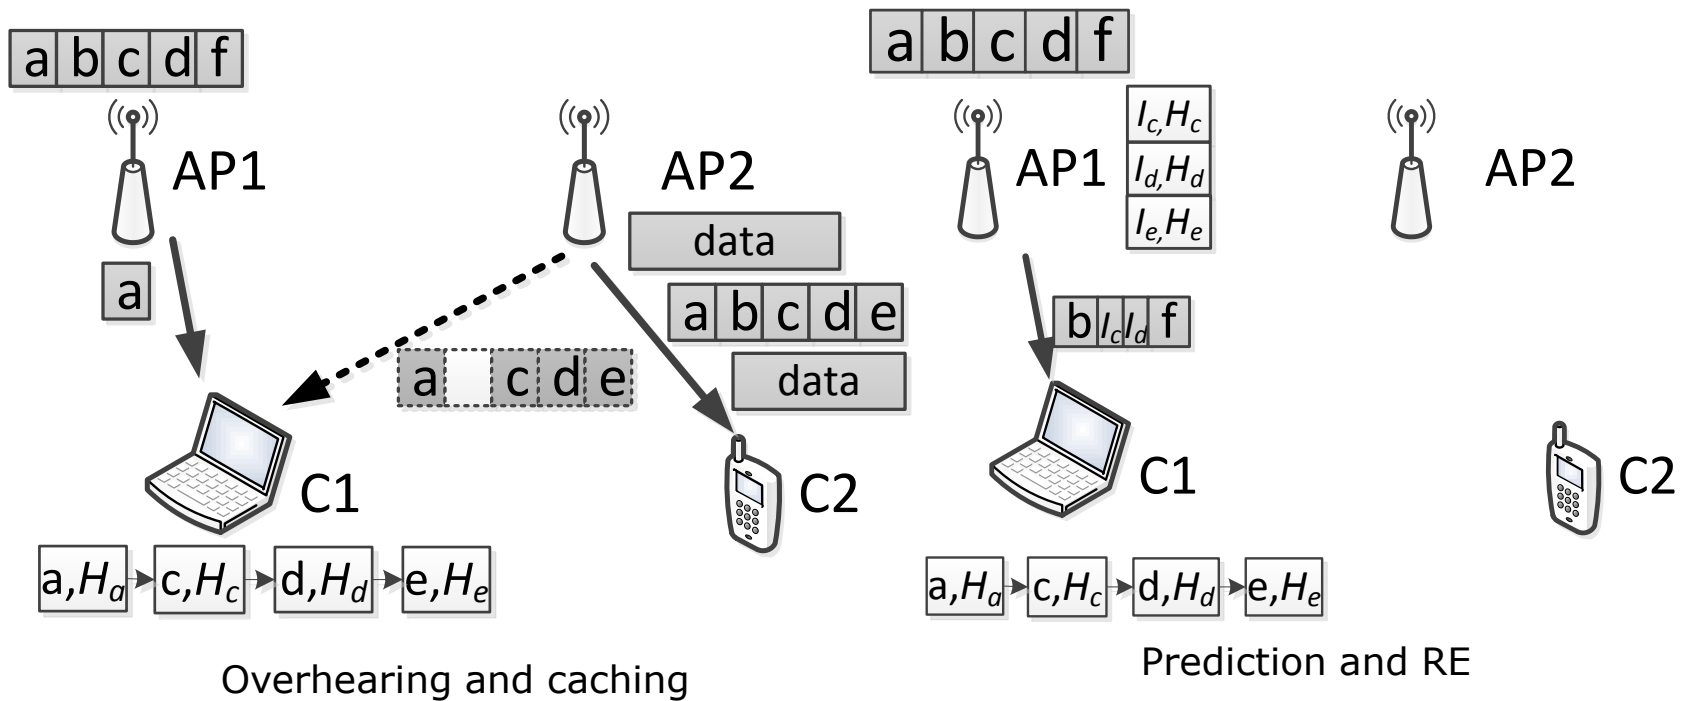 a b c d f
AP1
a
AP2
data
a b c d e
data
a c d e
C1
C2
a,Ha
c,Hc
d,Hd
e,He
Overhearing and caching
a b c d f
AP1
Ic,Hc
Id,Hd
Ie,He
AP2
b Ic Id f
C1
C2
a,Ha
c,Hc
d,Hd
e,He
Prediction and RE